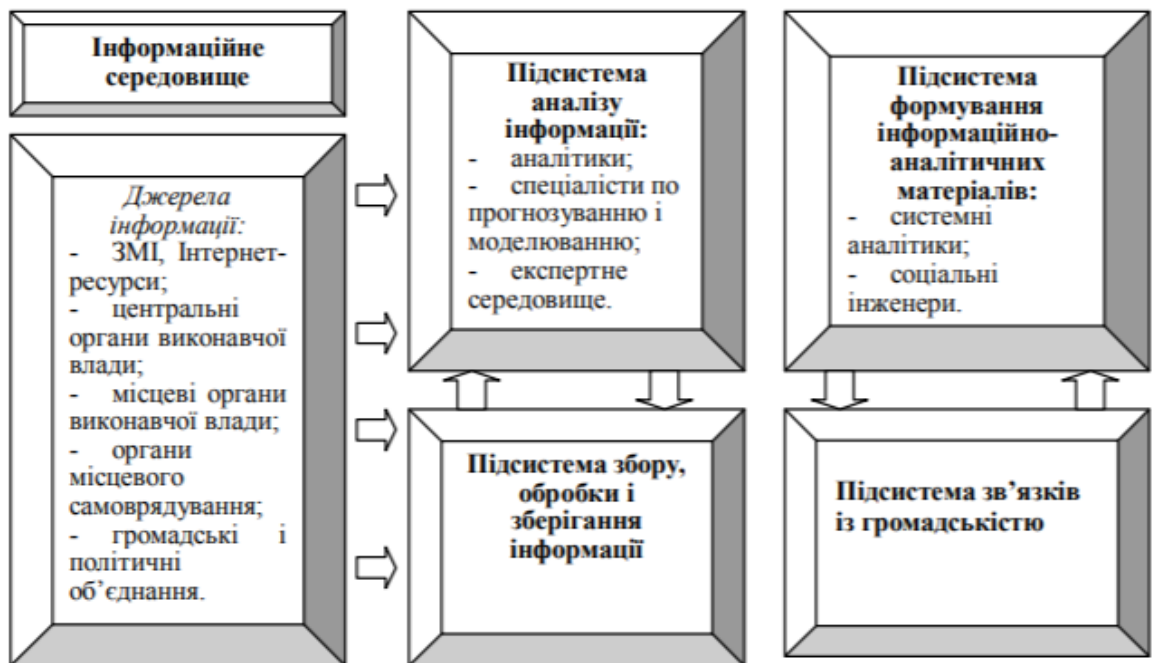 Інформаційне
середовище
Джерела
інформації:
- ЗМІ, Інтернет-
ресурси;
- центральні
органи виконавчої
влади;
- місцеві органи
виконавчої влади;
- органи
місцевого
самоврядування;
- громадські і
політичні
об’єднання.
Підсистема
аналізу
інформації:
- аналітики;
- спеціалісти по
прогнозуванню і
моделюванню;
- експертне
середовище.
Підсистема збору,
обробки і
зберігання
інформації
Підсистема
формування
інформаційно-
аналітичних
матеріалів:
- системні
аналітики;
- соціальні
інженери.
Підсистема зв’язків
із громадськістю